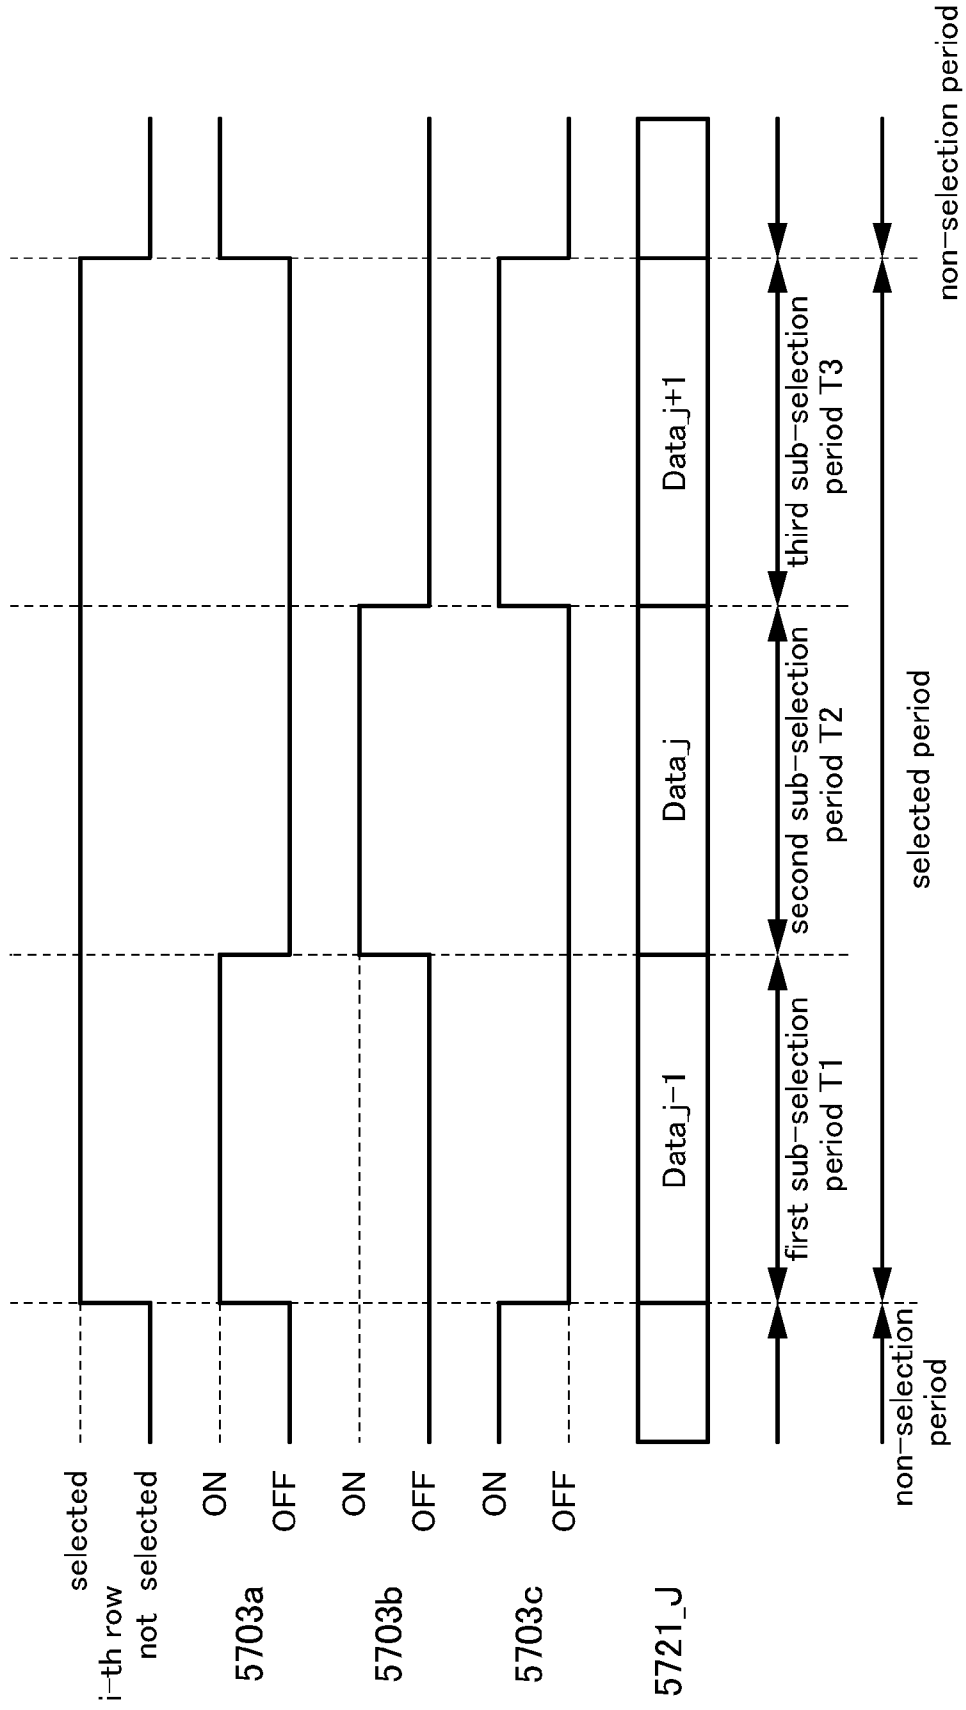 selected
i-th row
not selected
ON
5703a
OFF
ON
5703b
OFF
ON
5703c
OFF
5721_J
Data_j-1
Data_j
Data_j+1
first sub-selection
period T1
second sub-selection
period T2
third sub-selection
period T3
non-selection
period
selected period
non-selection period